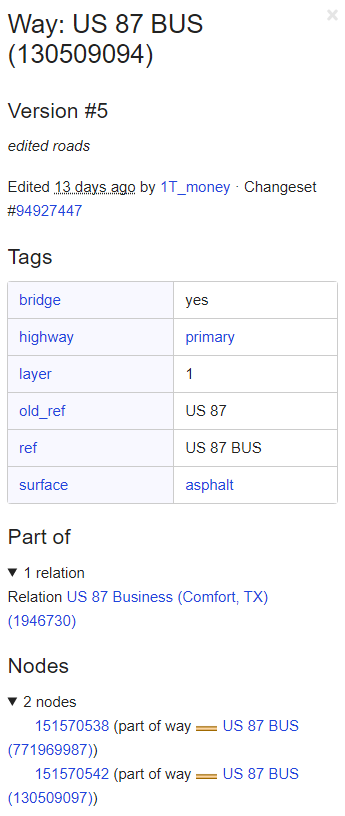 Way: US 87 BUS
(130509094)
×
Version #5
edited roads
Edited 13 days ago by 1T_money · Changeset
#94927447
Tags
bridge yes
highway primary
layer 1
old_ref US 87
ref US 87 BUS
surface asphalt
Part of
▼ 1 relation
Relation US 87 Business (Comfort, TX)
(1946730)
Nodes
▼ 2 nodes
151570538 (part of way US 87 BUS
(771969987))
151570542 (part of way US 87 BUS
(130509097))